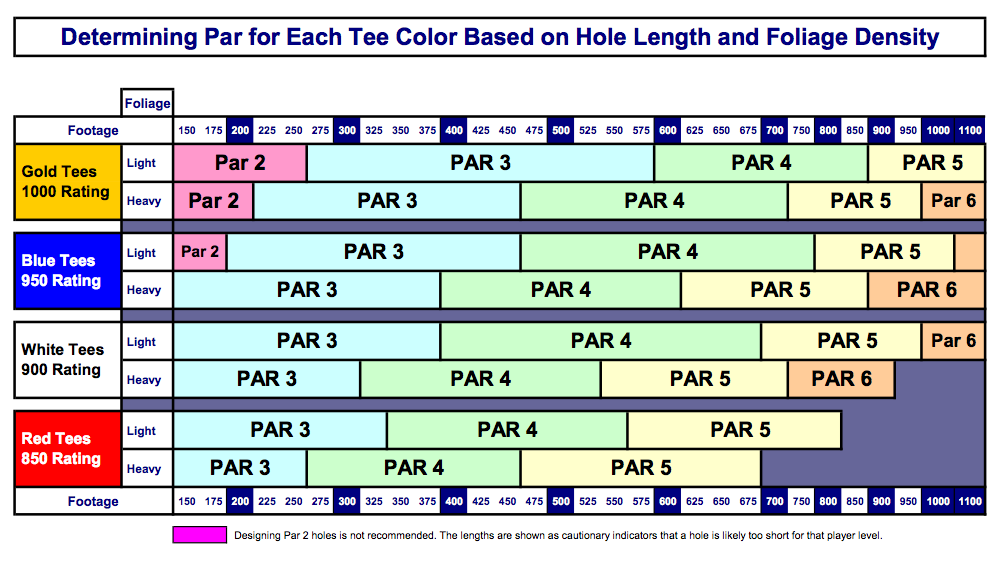 Determining Par for Each Tee Color Based on Hole Length and Foliage Density
Foliage
Footage 150 175 200 225 250 275 300 325 350 375 400 425 450 475 500 525 550 575 600 625 650 675 700 750 800 850 900 950 1000 1100
Gold Tees
1000 Rating
Light Par 2 PAR 3 PAR 4 PAR 5
Heavy Par 2 PAR 3 PAR 4 PAR 5 Par 6
Blue Tees
950 Rating
Light Par 2 PAR 3 PAR 4 PAR 5
Heavy PAR 3 PAR 4 PAR 5 PAR 6
White Tees
900 Rating
Light PAR 3 PAR 4 PAR 5 Par 6
Heavy PAR 3 PAR 4 PAR 5 PAR 6
Red Tees
850 Rating
Light PAR 3 PAR 4 PAR 5
Heavy PAR 3 PAR 4 PAR 5
Footage 150 175 200 225 250 275 300 325 350 375 400 425 450 475 500 525 550 575 600 625 650 675 700 750 800 850 900 950 1000 1100
Designing Par 2 holes is not recommended. The lengths are shown as cautionary indicators that a hole is likely too short for that player level.